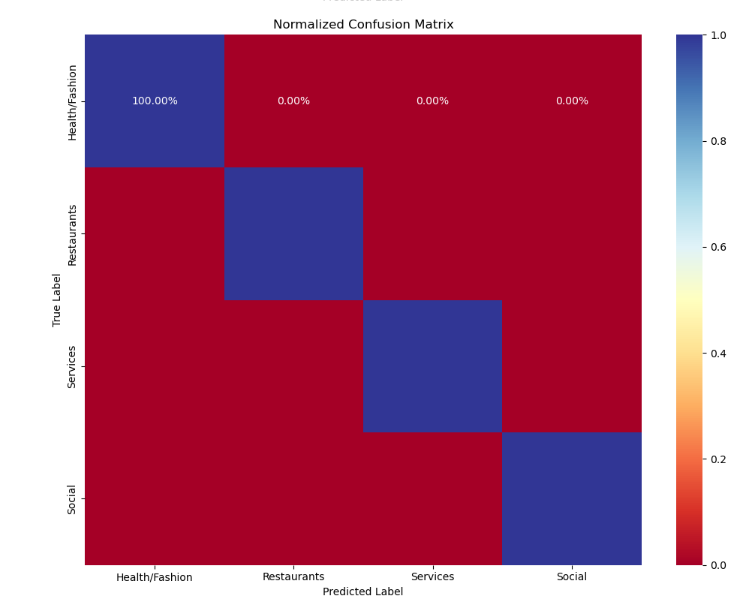 Normalized Confusion Matrix
Health/Fashion
100.00% 0.00% 0.00% 0.00%
Restaurants
Services
Social
True Label
Health/Fashion Restaurants Services Social
Predicted Label
1.0
0.8
0.6
0.4
0.2
0.0